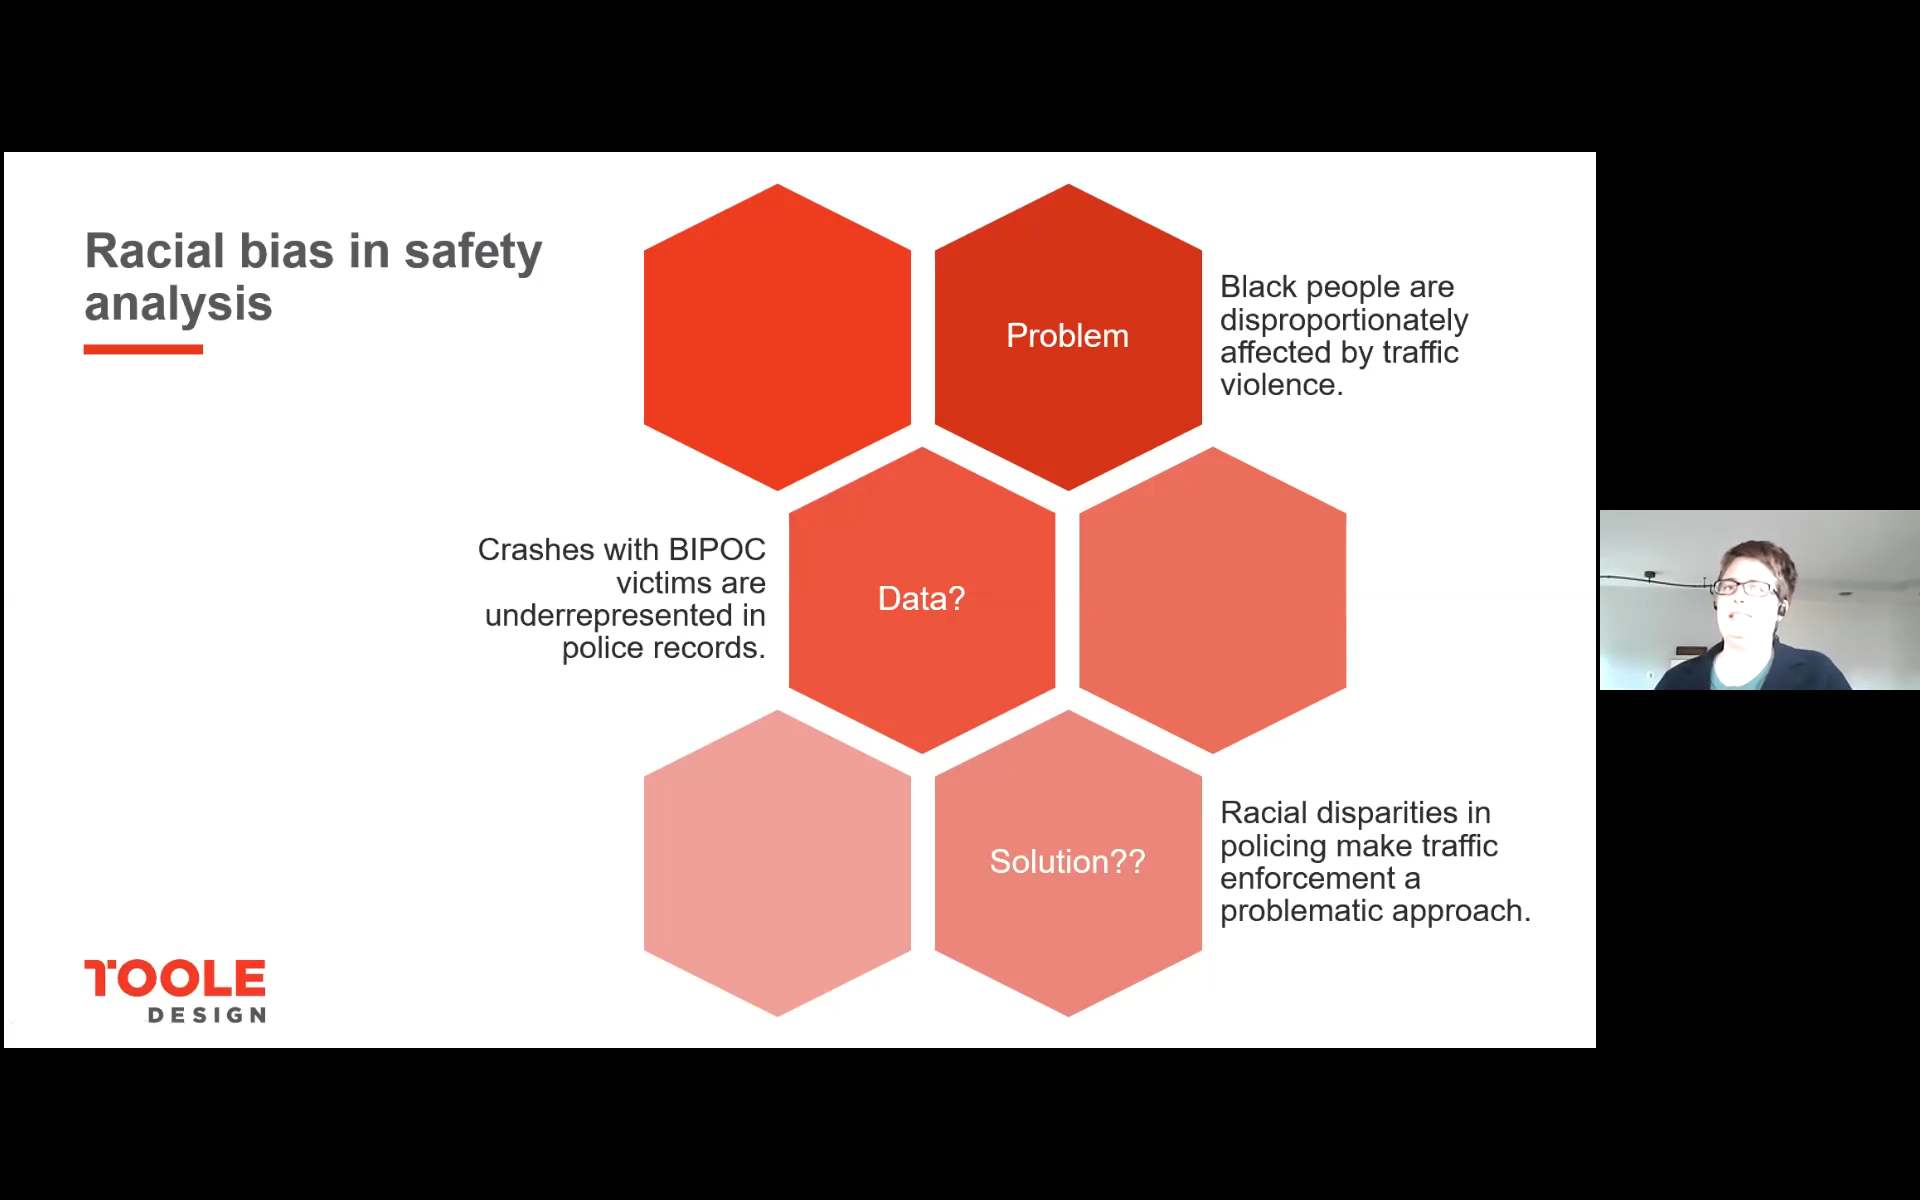 Racial bias in safety
analysis
Problem
Black people are
disproportionately
affected by traffic
violence.
Crashes with BIPOC
victims are
underrepresented in
police records.
Data?
Solution??
Racial disparities in
policing make traffic
enforcement a
problematic approach.
TOOLE
DESIGN